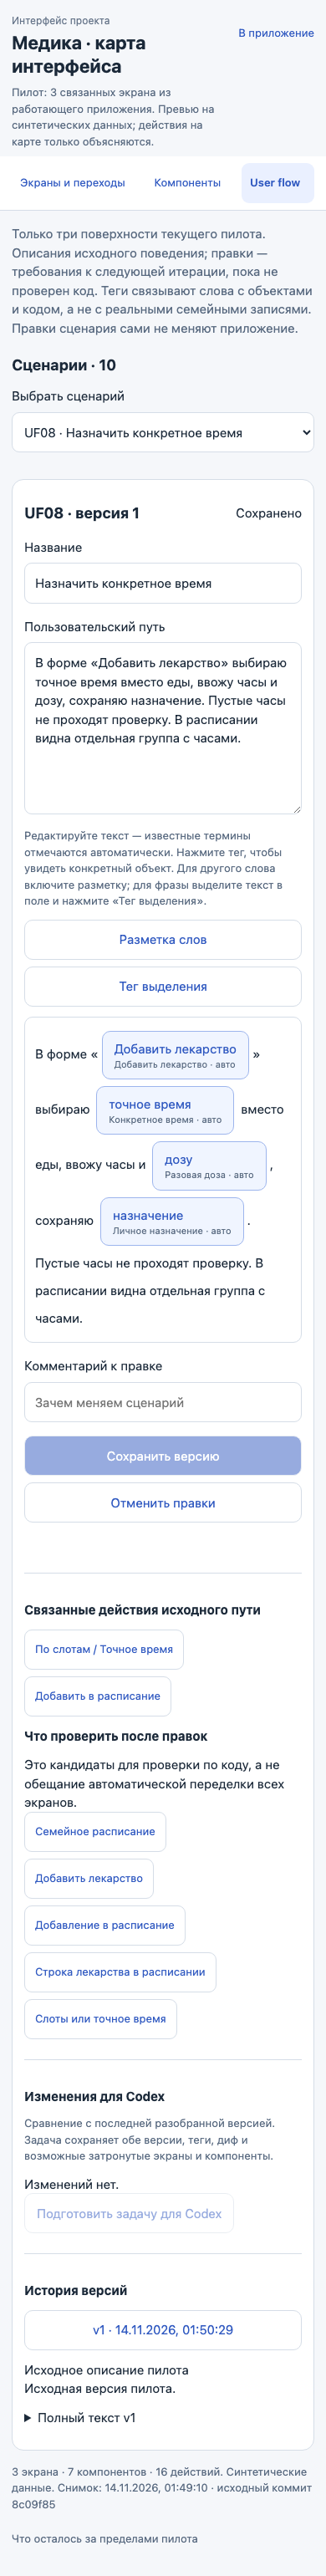 Интерфейс проекта
Медика · карта
интерфейса
В приложение
Пилот: 3 связанных экрана из
работающего приложения. Превью на
синтетических данных; действия на
карте только объясняются.
Экраны и переходы
Компоненты
User flow
Только три поверхности текущего пилота.
Описания исходного поведения; правки —
требования к следующей итерации, пока не
проверен код. Теги связывают слова с объектами
и кодом, а не с реальными семейными записями.
Правки сценария сами не меняют приложение.
Сценарии · 10
Выбрать сценарий
UF08 · Назначить конкретное время
UF08 · версия 1
Сохранено
Название
Назначить конкретное время
Пользовательский путь
В форме «Добавить лекарство» выбираю
точное время вместо еды, ввожу часы и
дозу, сохраняю назначение. Пустые часы
не проходят проверку. В расписании
видна отдельная группа с часами.
Редактируйте текст — известные термины
отмечаются автоматически. Нажмите тег, чтобы
увидеть конкретный объект. Для другого слова
включите разметку; для фразы выделите текст в
поле и нажмите «Тег выделения».
Разметка слов
Тег выделения
В форме « Добавить лекарство »
Добавить лекарство · авто
выбираю точное время вместо
Конкретное время · авто
еды, ввожу часы и дозу ,
Разовая доза · авто
сохраняю назначение .
Личное назначение · авто
Пустые часы не проходят проверку. В
расписании видна отдельная группа с
часами.
Комментарий к правке
Зачем меняем сценарий
Сохранить версию
Отменить правки
Связанные действия исходного пути
По слотам / Точное время
Добавить в расписание
Что проверить после правок
Это кандидаты для проверки по коду, а не
обещание автоматической переделки всех
экранов.
Семейное расписание
Добавить лекарство
Добавление в расписание
Строка лекарства в расписании
Слоты или точное время
Изменения для Codex
Сравнение с последней разобранной версией.
Задача сохраняет обе версии, теги, диф и
возможные затронутые экраны и компоненты.
Изменений нет.
Подготовить задачу для Codex
История версий
v1 · 14.11.2026, 01:50:29
Исходное описание пилота
Исходная версия пилота.
Полный текст v1
3 экрана · 7 компонентов · 16 действий. Синтетические
данные. Снимок: 14.11.2026, 01:49:10 · исходный коммит
8c09f85
Что осталось за пределами пилота